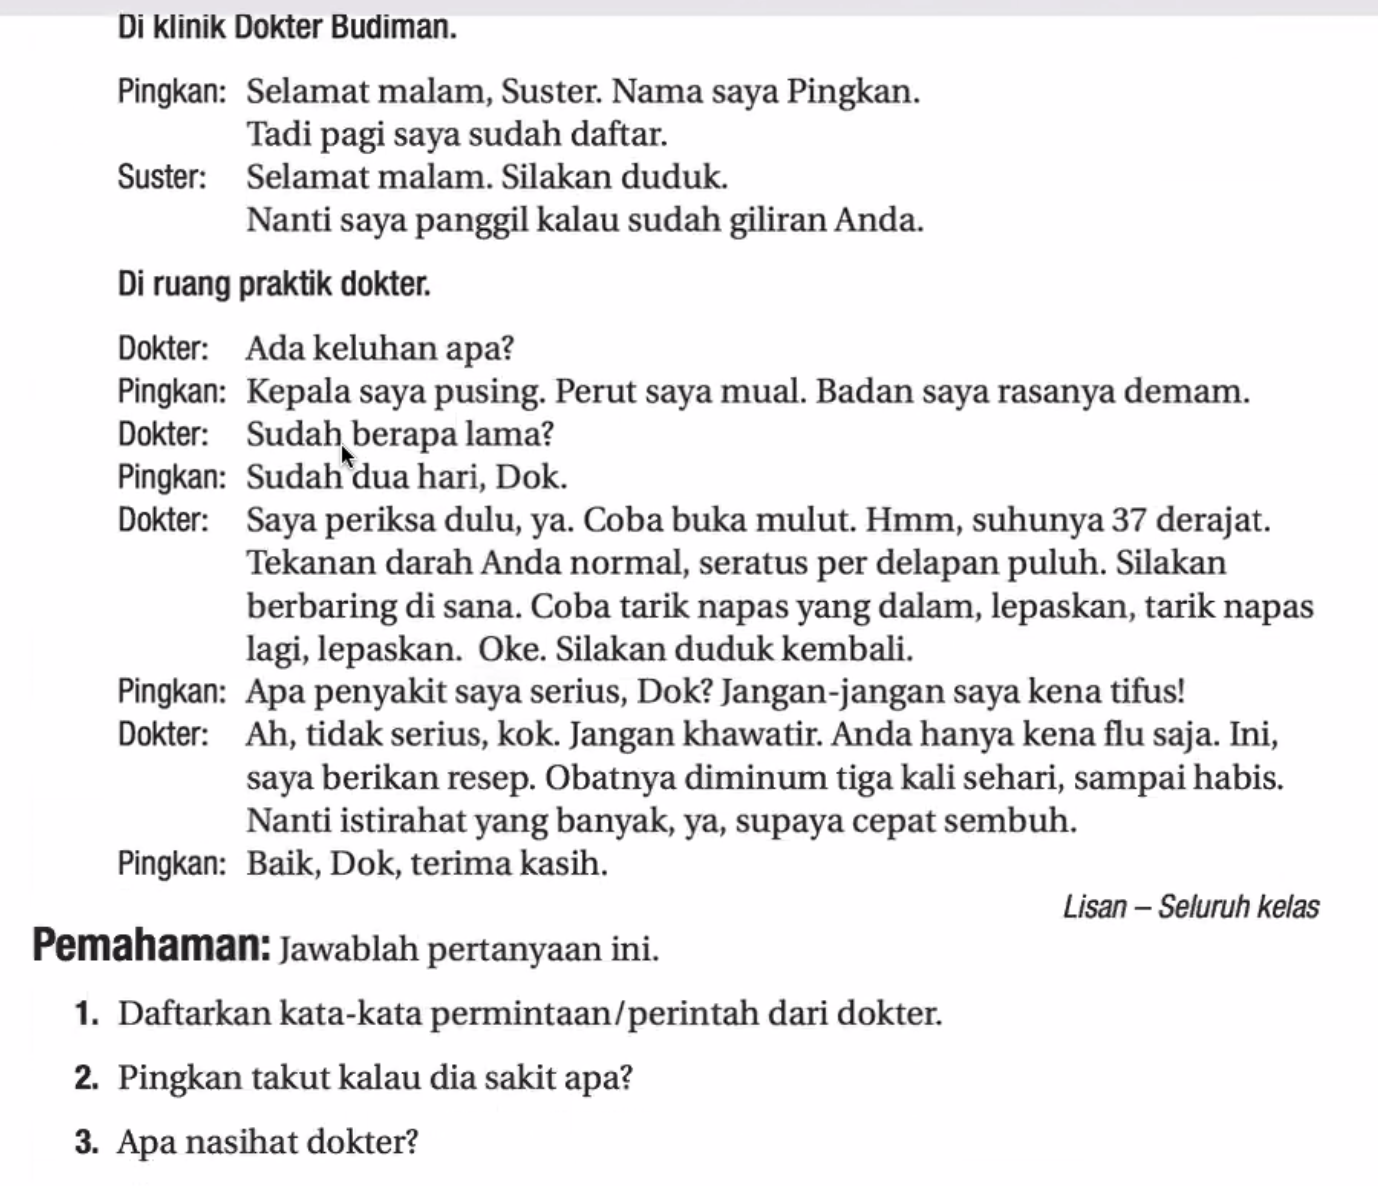 Di klinik Dokter Budiman.
Pingkan: Selamat malam, Suster. Nama saya Pingkan.
Tadi pagi saya sudah daftar.
Suster: Selamat malam. Silakan duduk.
Nanti saya panggil kalau sudah giliran Anda.
Di ruang praktik dokter.
Dokter: Ada keluhan apa?
Pingkan: Kepala saya pusing. Perut saya mual. Badan saya rasanya demam.
Dokter: Sudah berapa lama?
Pingkan: Sudah dua hari, Dok.
Dokter: Saya periksa dulu, ya. Coba buka mulut. Hmm, suhunya 37 derajat.
Tekanan darah Anda normal, seratus per delapan puluh. Silakan
berbaring di sana. Coba tarik napas yang dalam, lepaskan, tarik napas
lagi, lepaskan. Oke. Silakan duduk kembali.
Pingkan: Apa penyakit saya serius, Dok? Jangan-jangan saya kena tifus!
Dokter: Ah, tidak serius, kok. Jangan khawatir. Anda hanya kena flu saja. Ini,
saya berikan resep. Obatnya diminum tiga kali sehari, sampai habis.
Nanti istirahat yang banyak, ya, supaya cepat sembuh.
Pingkan: Baik, Dok, terima kasih.
Lisan – Seluruh kelas
Pemahaman: Jawablah pertanyaan ini.
1. Daftarkan kata-kata permintaan/perintah dari dokter.
2. Pingkan takut kalau dia sakit apa?
3. Apa nasihat dokter?